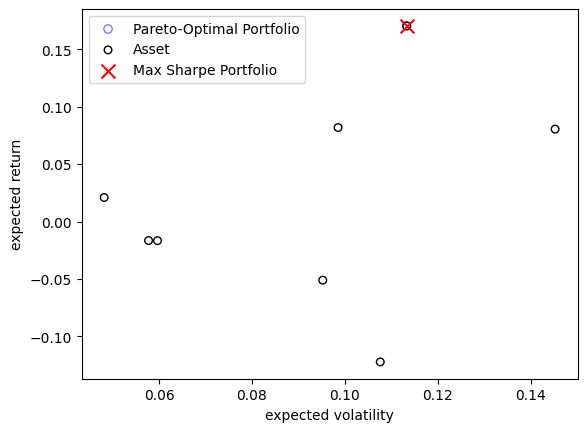 Pareto-Optimal Portfolio
Asset
Max Sharpe Portfolio
expected return
0.15
0.10
0.05
0.00
−0.05
−0.10
0.06 0.08 0.10 0.12 0.14
expected volatility